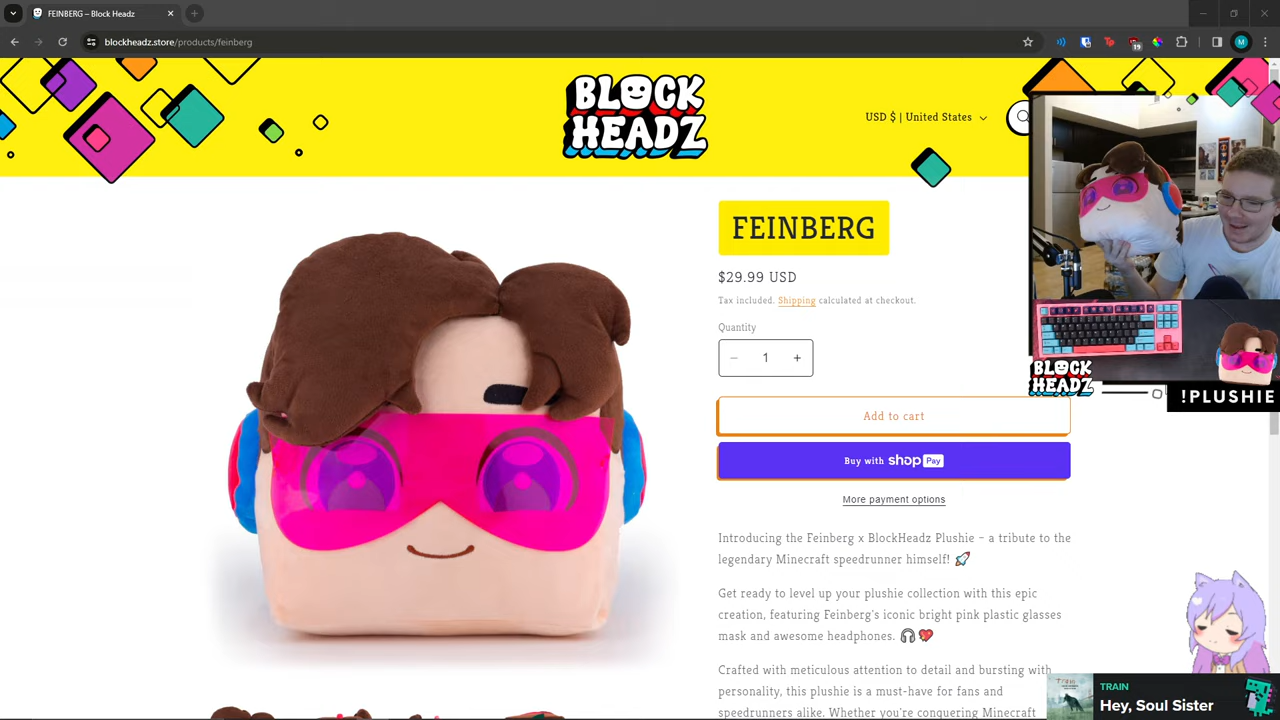 FEINBERG – Block Headz
blockheadz.store/products/feinberg
19
M
BLOCK
HEADZ
USD $ | United States
FEINBERG
$29.99 USD
Tax included. Shipping calculated at checkout.
Quantity
1
Add to cart
Buy with shop Pay
More payment options
Introducing the Feinberg x BlockHeadz Plushie – a tribute to the
legendary Minecraft speedrunner himself! 🚀
Get ready to level up your plushie collection with this epic
creation, featuring Feinberg's iconic bright pink plastic glasses
mask and awesome headphones. 🎧💖
Crafted with meticulous attention to detail and bursting with
personality, this plushie is a must-have for fans and
speedrunners alike. Whether you're conquering Minecraft
BLOCK
HEADZ
!PLUSHIE
TRAIN
Hey, Soul Sister